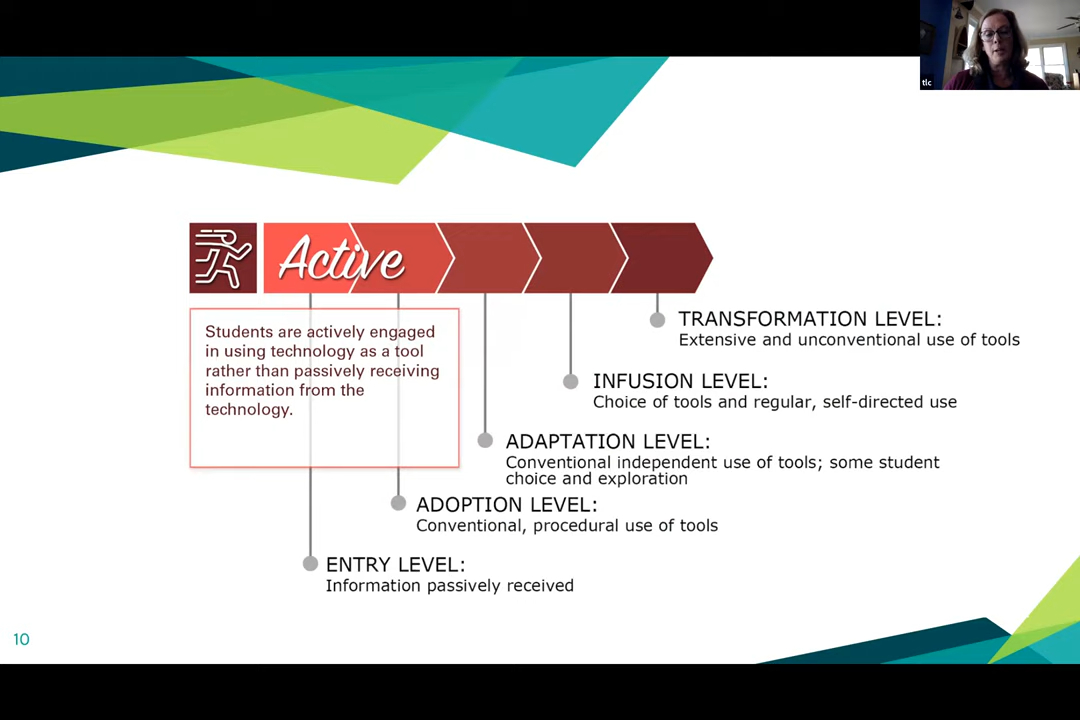 tlc
Active
Students are actively engaged
in using technology as a tool
rather than passively receiving
information from the
technology.
TRANSFORMATION LEVEL:
Extensive and unconventional use of tools
INFUSION LEVEL:
Choice of tools and regular, self-directed use
ADAPTATION LEVEL:
Conventional independent use of tools; some student
choice and exploration
ADOPTION LEVEL:
Conventional, procedural use of tools
ENTRY LEVEL:
Information passively received
10